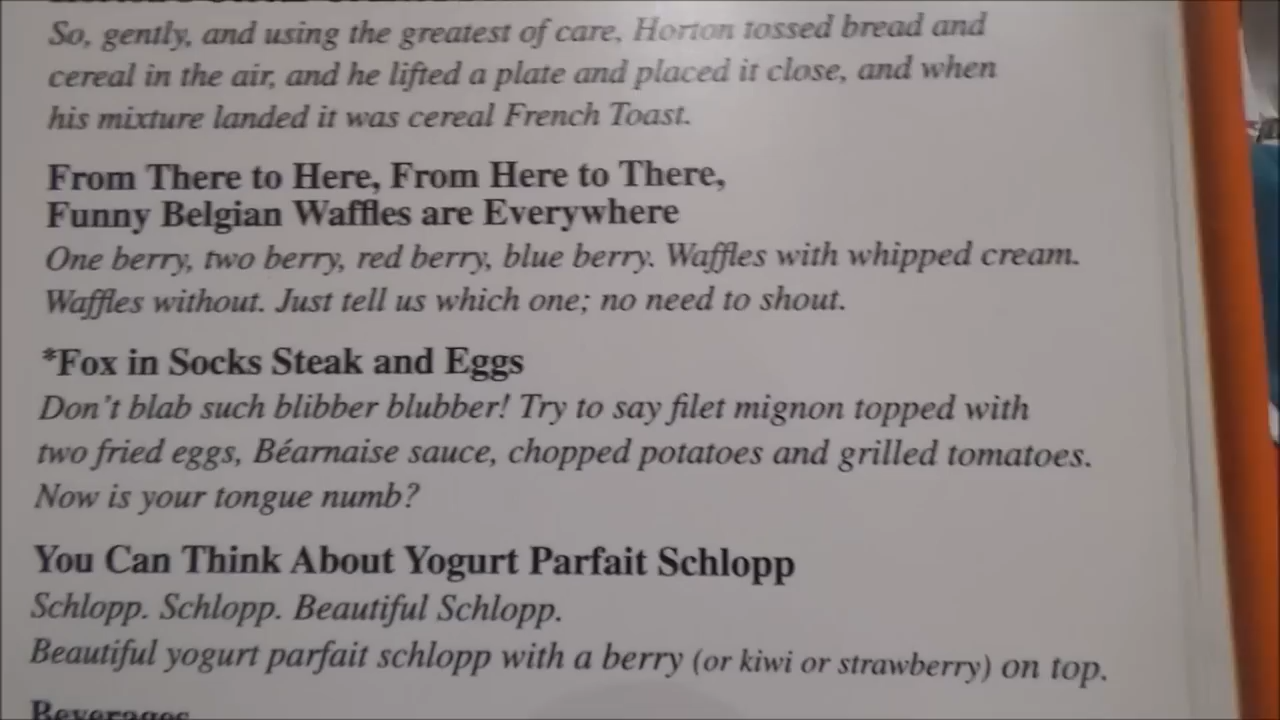 So, gently, and using the greatest of care, Horton tossed bread and
cereal in the air, and he lifted a plate and placed it close, and when
his mixture landed it was cereal French Toast.
From There to Here, From Here to There,
Funny Belgian Waffles are Everywhere
One berry, two berry, red berry, blue berry. Waffles with whipped cream.
Waffles without. Just tell us which one; no need to shout.
*Fox in Socks Steak and Eggs
Don't blab such blibber blubber! Try to say filet mignon topped with
two fried eggs, Béarnaise sauce, chopped potatoes and grilled tomatoes.
Now is your tongue numb?
You Can Think About Yogurt Parfait Schlopp
Schlopp. Schlopp. Beautiful Schlopp.
Beautiful yogurt parfait schlopp with a berry (or kiwi or strawberry) on top.
Beverages